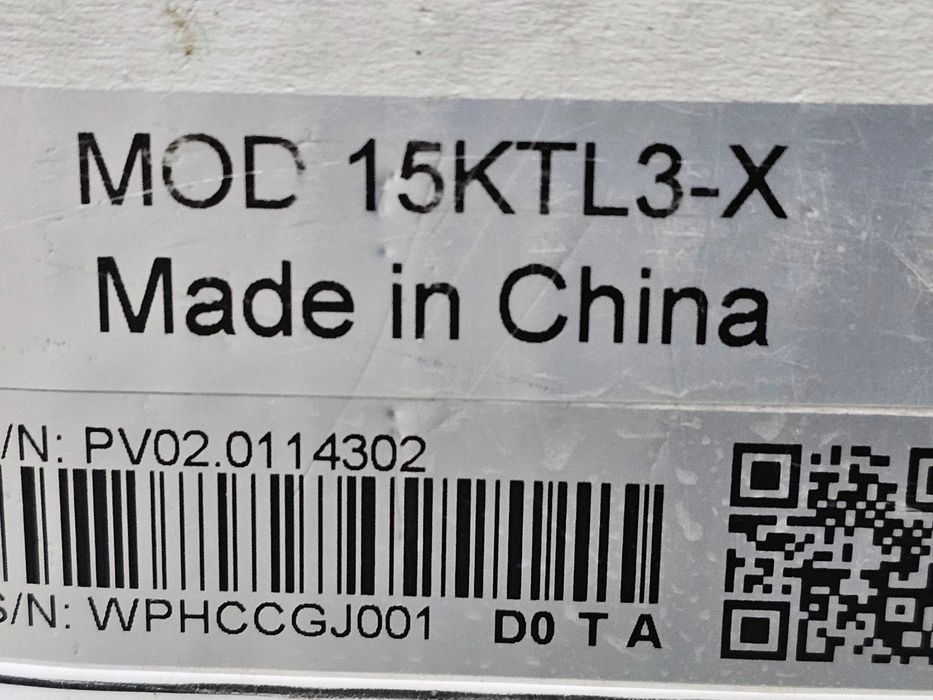 MOD 15KTL3-X
Made in China
/N: PV02.0114302
S/N: WPHCCGJ001 D0 T A